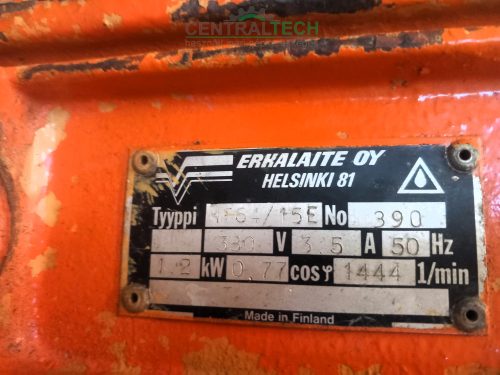 CENTRALTECH
ERKALAITE OY
HELSINKI 81
Tyyppi No 390
380 V 3.5 A 50 Hz
1.2 kW 0.77 cosφ 1444 1/min
Made in Finland